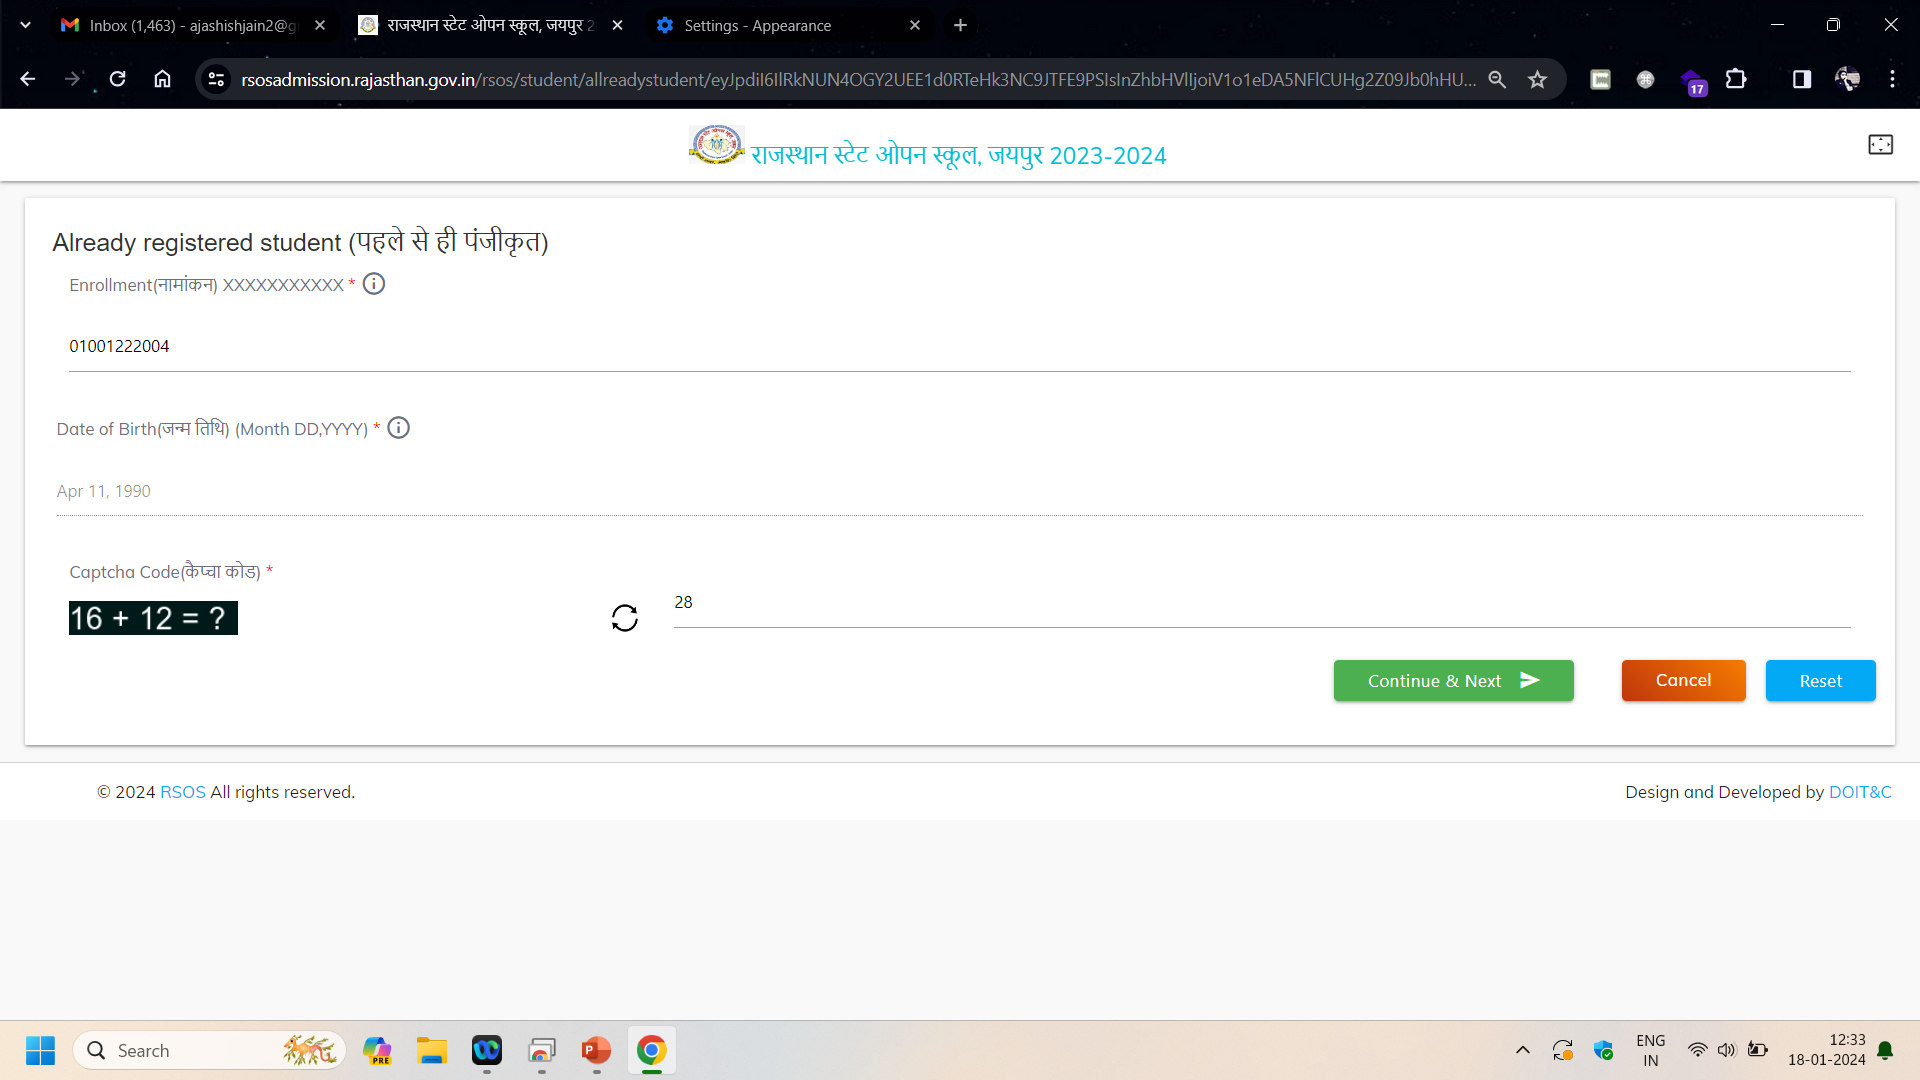 Inbox (1,463) - ajashishjain2@g
राजस्थान स्टेट ओपन स्कूल, जयपुर 2
Settings - Appearance
rsosadmission.rajasthan.gov.in/rsos/student/allreadystudent/eyJpdiI6IlRkNUN4OGY2UEE1d0RTeHk3NC9JTFE9PSIsInZhbHVlIjoiV1o1eDA5NFlCUHg2Z09Jb0hHU...
17
राजस्थान स्टेट ओपन स्कूल, जयपुर 2023-2024
Already registered student (पहले से ही पंजीकृत)
Enrollment(नामांकन) XXXXXXXXXXX *
01001222004
Date of Birth(जन्म तिथि) (Month DD,YYYY) *
Apr 11, 1990
Captcha Code(कैप्चा कोड) *
16 + 12 = ?
28
Continue & Next
Cancel
Reset
© 2024 RSOS All rights reserved.
Design and Developed by DOIT&C
Search
PRE
ENG
IN
12:33
18-01-2024